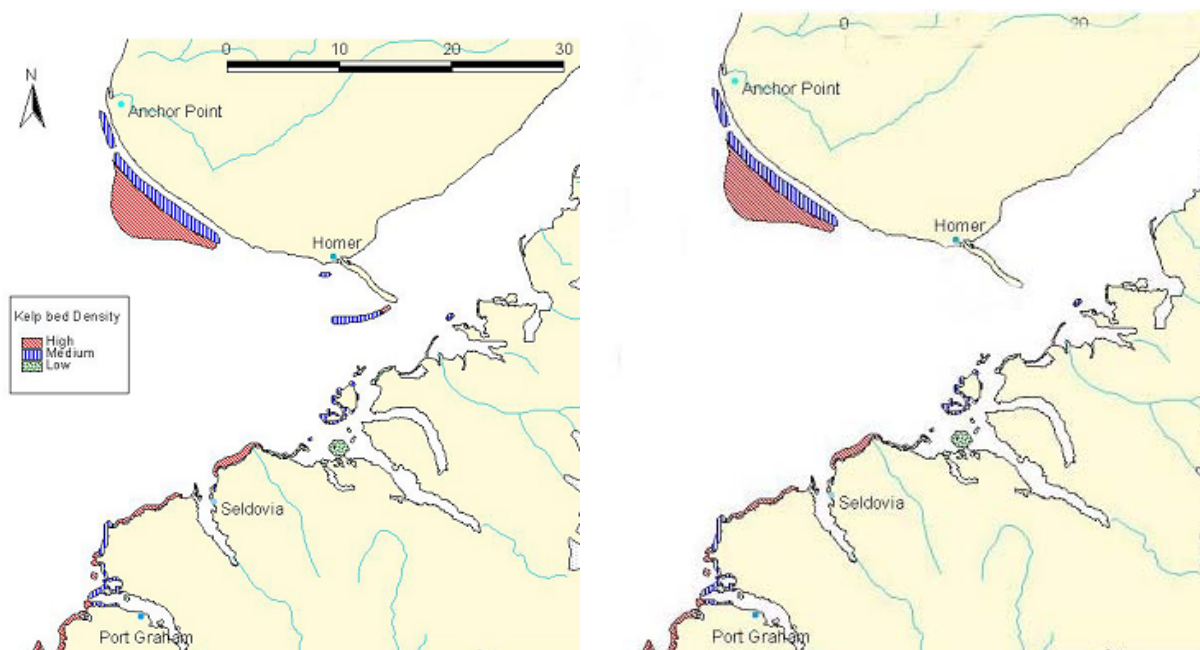 0 10 20 30
N
Anchor Point
Homer
Kelp bed Density
High
Medium
Low
Seldovia
Port Graham
0 20
Anchor Point
Homer
Seldovia
Port Graham